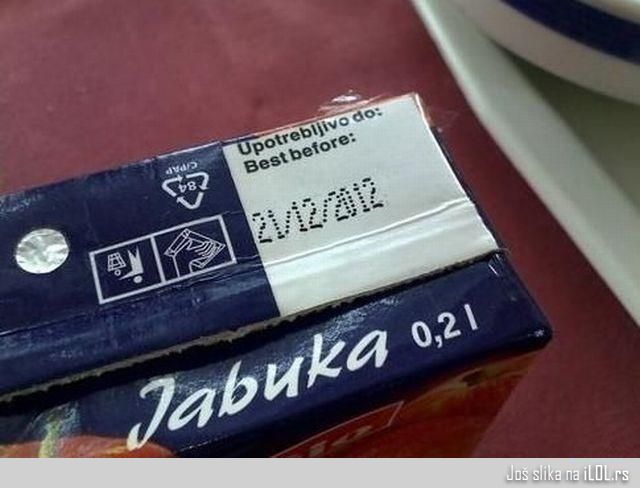 Upotrebljivo do:
Best before:
84
C/PAP
21/12/2012
Jabuka 0,2 l
Još slika na iLOL.rs